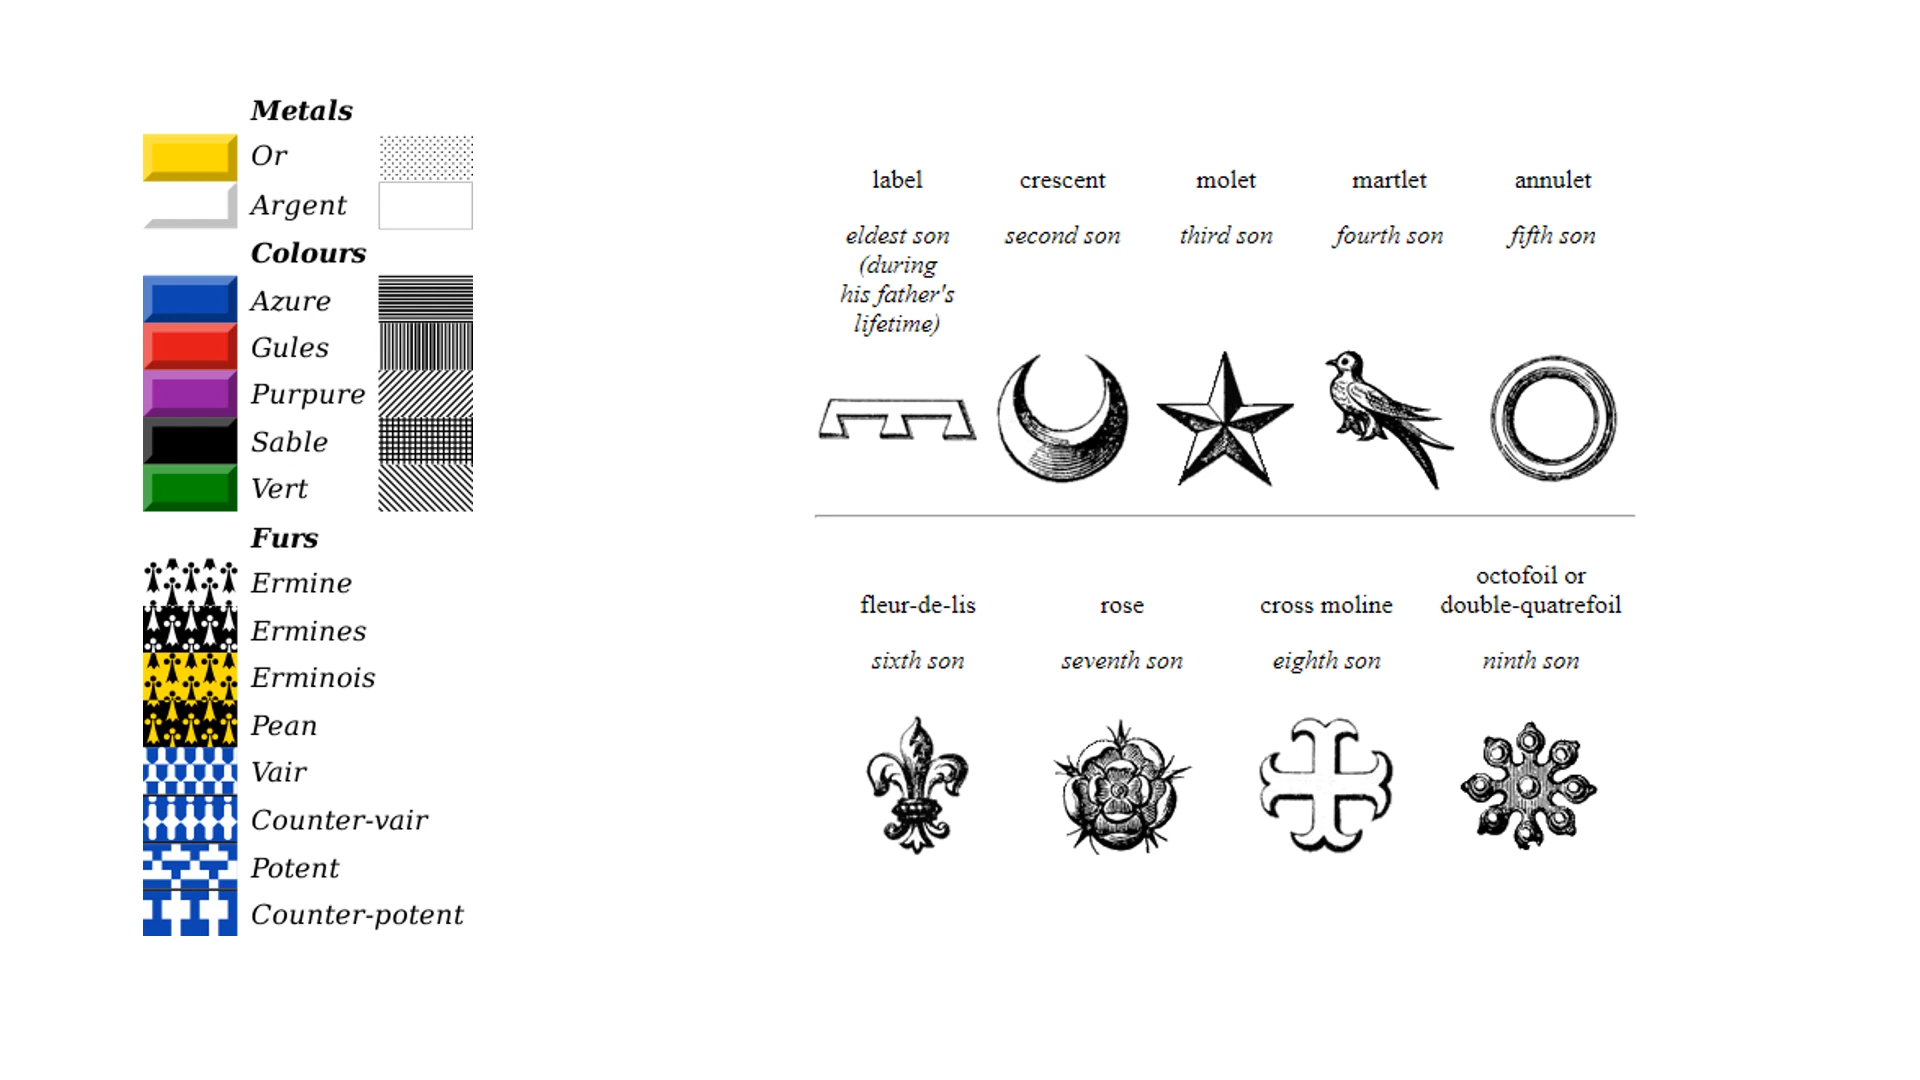 Metals
Or
Argent
Colours
Azure
Gules
Purpure
Sable
Vert
Furs
Ermine
Ermines
Erminois
Pean
Vair
Counter-vair
Potent
Counter-potent
label
crescent
molet
martlet
annulet
eldest son
(during
his father's
lifetime)
second son
third son
fourth son
fifth son
fleur-de-lis
rose
cross moline
octofoil or
double-quatrefoil
sixth son
seventh son
eighth son
ninth son